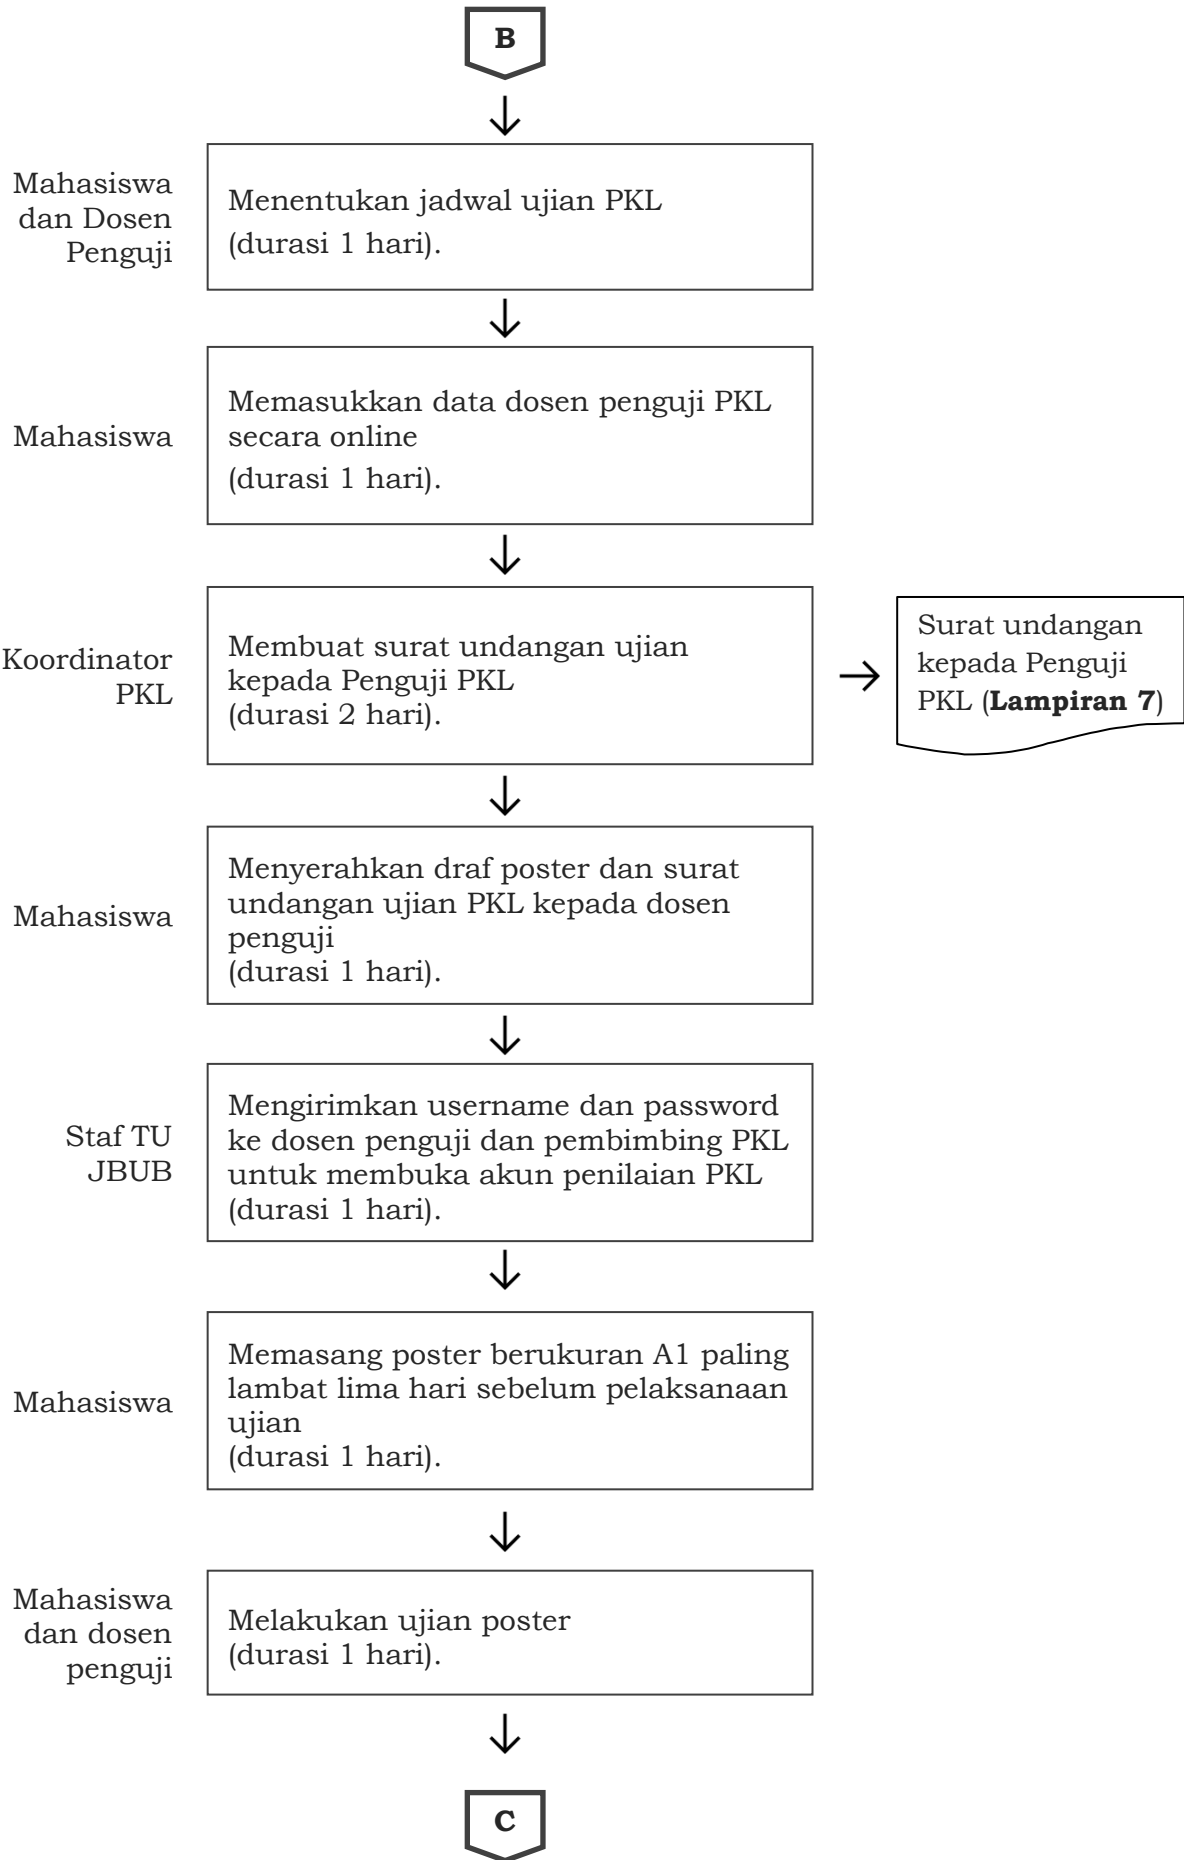 B
Mahasiswa
dan Dosen
Penguji
Menentukan jadwal ujian PKL
(durasi 1 hari).
Mahasiswa
Memasukkan data dosen penguji PKL
secara online
(durasi 1 hari).
Koordinator
PKL
Membuat surat undangan ujian
kepada Penguji PKL
(durasi 2 hari).
Surat undangan
kepada Penguji
PKL (Lampiran 7)
Mahasiswa
Menyerahkan draf poster dan surat
undangan ujian PKL kepada dosen
penguji
(durasi 1 hari).
Staf TU
JBUB
Mengirimkan username dan password
ke dosen penguji dan pembimbing PKL
untuk membuka akun penilaian PKL
(durasi 1 hari).
Mahasiswa
Memasang poster berukuran A1 paling
lambat lima hari sebelum pelaksanaan
ujian
(durasi 1 hari).
Mahasiswa
dan dosen
penguji
Melakukan ujian poster
(durasi 1 hari).
C